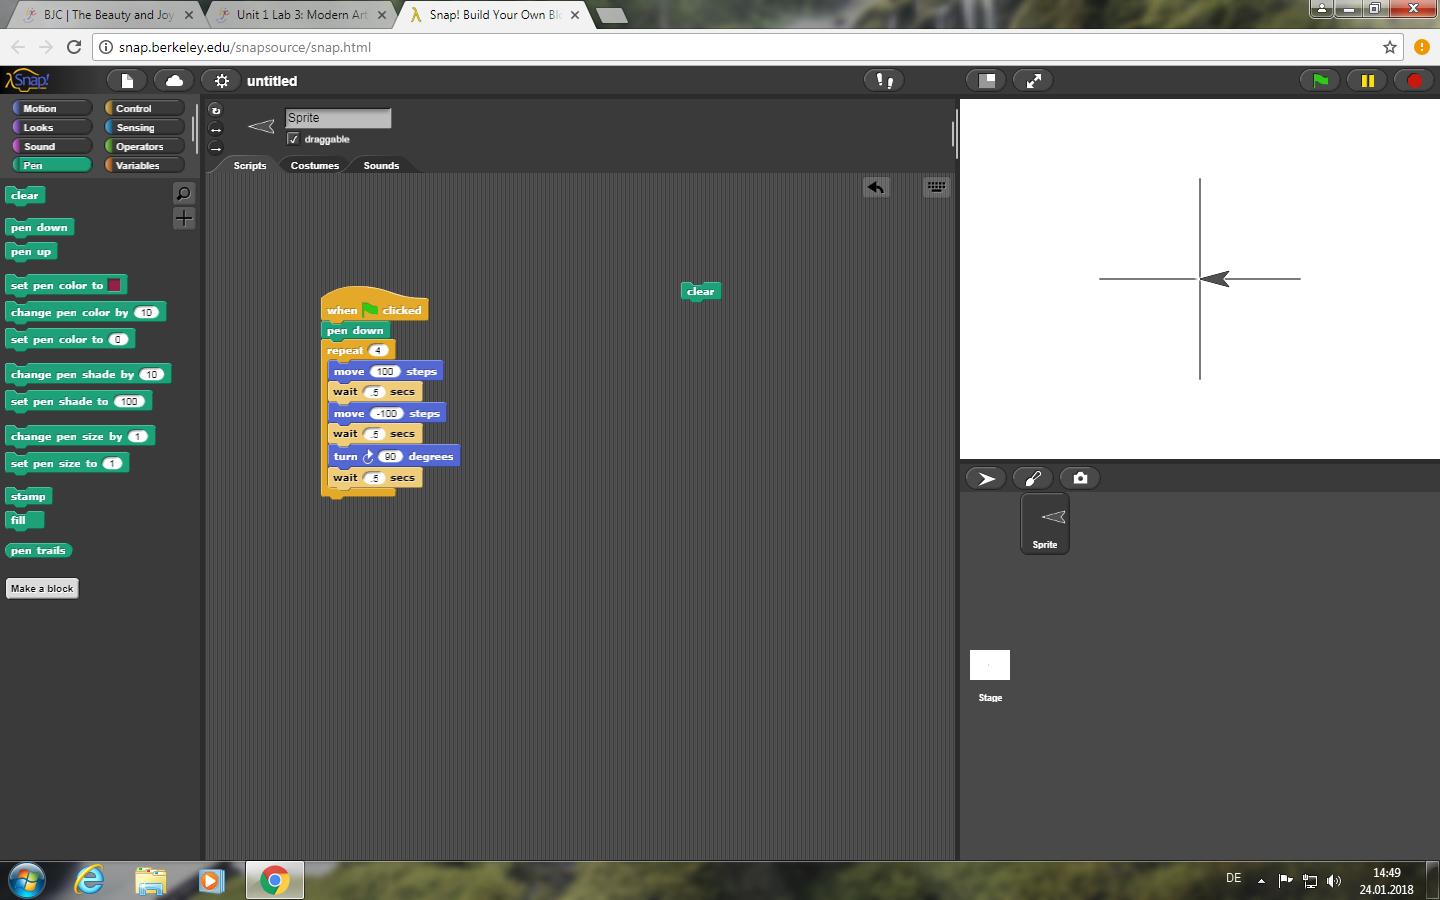 BJC | The Beauty and Joy
Unit 1 Lab 3: Modern Art
Snap! Build Your Own Bl
snap.berkeley.edu/snapsource/snap.html
Snap!
untitled
Motion
Control
Looks
Sensing
Sound
Operators
Pen
Variables
Sprite
draggable
Scripts
Costumes
Sounds
clear
pen down
pen up
set pen color to
change pen color by 10
set pen color to 0
change pen shade by 10
set pen shade to 100
change pen size by 1
set pen size to 1
stamp
fill
pen trails
Make a block
when clicked
pen down
repeat 4
move 100 steps
wait .5 secs
move -100 steps
wait .5 secs
turn 90 degrees
wait .5 secs
clear
Sprite
Stage
DE
14:49
24.01.2018